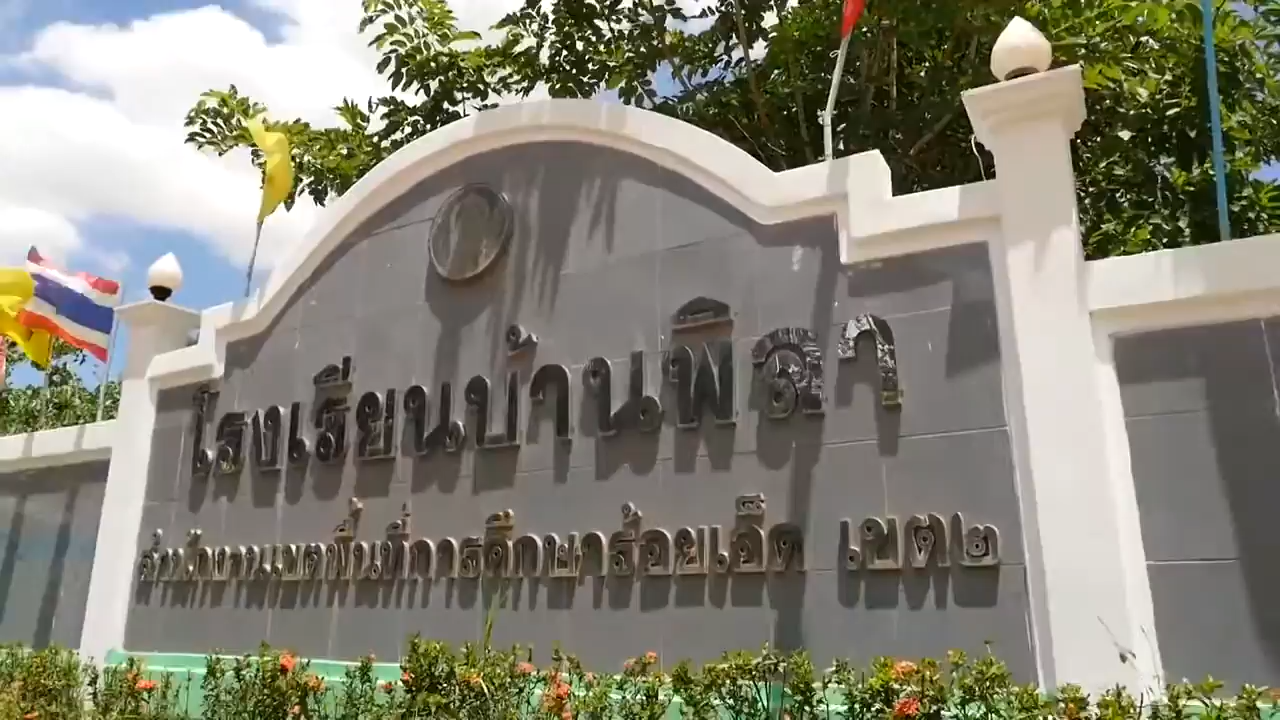 โรงเรียนบ้านพิลา
สำนักงานเขตพื้นที่การศึกษาร้อยเอ็ด เขต๒